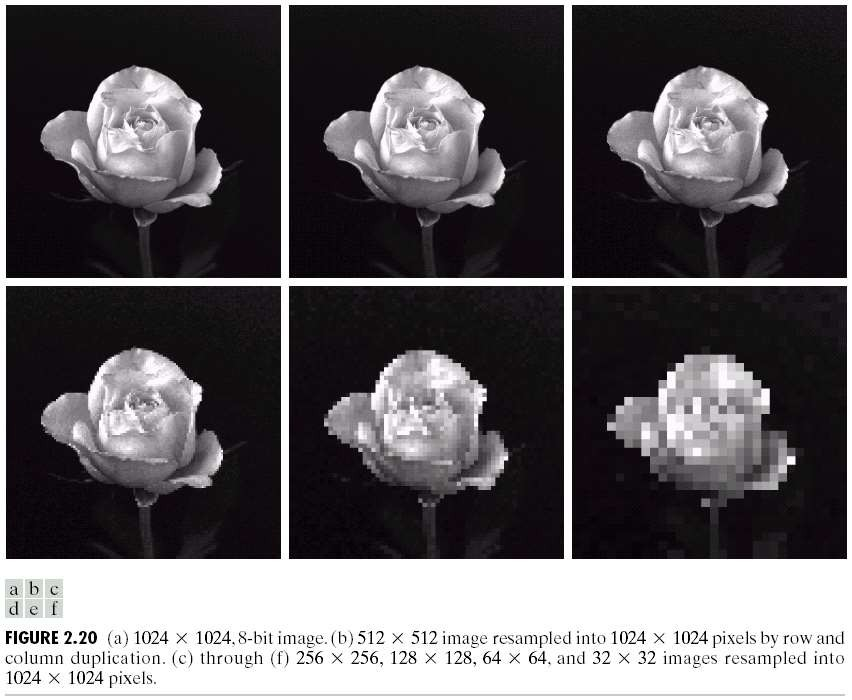 a b c
d e f
FIGURE 2.20 (a) 1024 × 1024, 8-bit image. (b) 512 × 512 image resampled into 1024 × 1024 pixels by row and
column duplication. (c) through (f) 256 × 256, 128 × 128, 64 × 64, and 32 × 32 images resampled into
1024 × 1024 pixels.